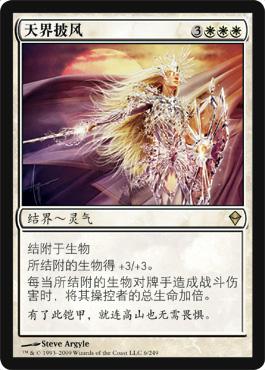 天界披风 3
结界~灵气
结附于生物
所结附的生物得 +3/+3。
每当所结附的生物对牌手造成战斗伤
害时，将其操控者的总生命加倍。
有了此铠甲，就连高山也无需畏惧。
Steve Argyle
™ & © 1993-2009 Wizards of the Coast LLC 6/249